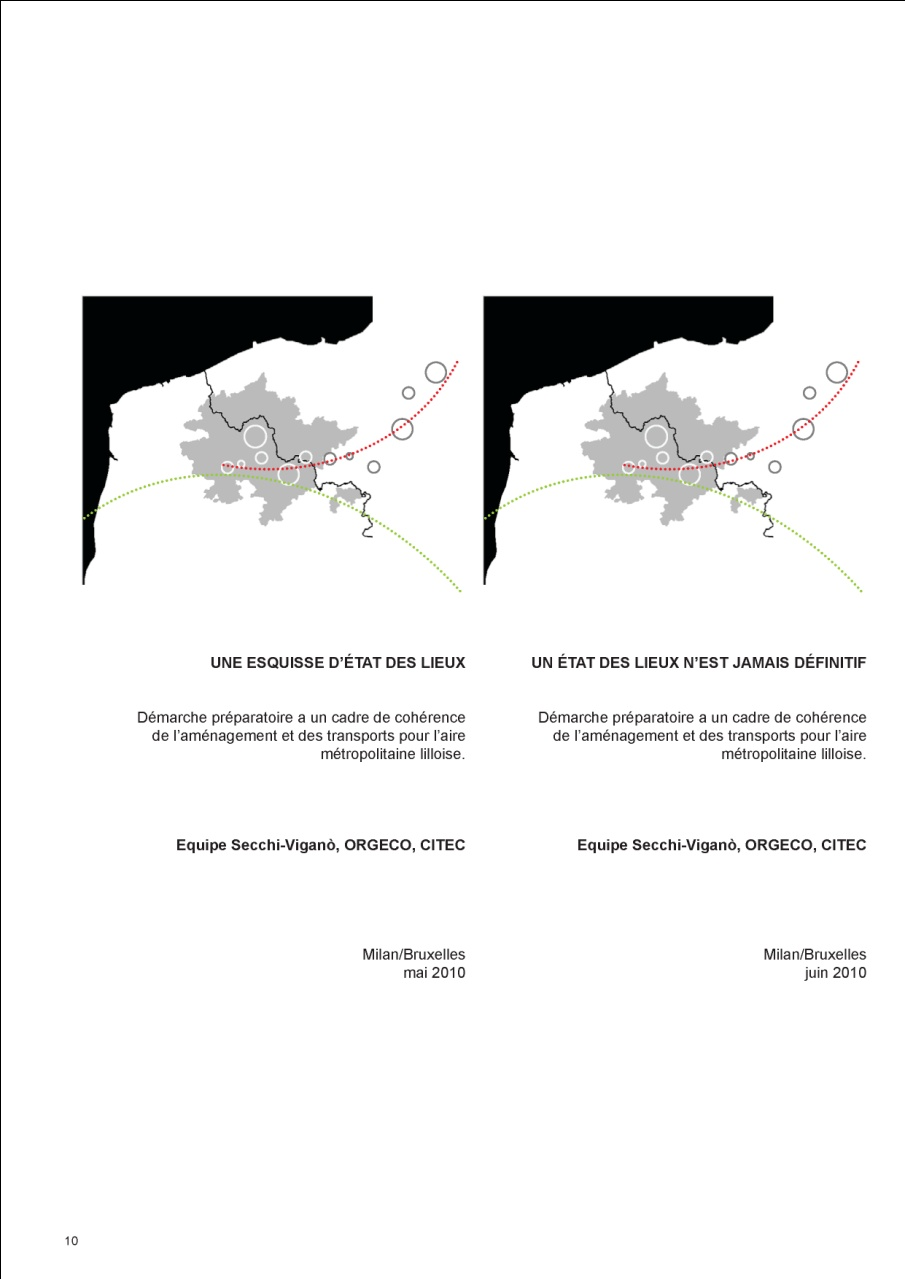 UNE ESQUISSE D’ÉTAT DES LIEUX
Démarche préparatoire a un cadre de cohérence
de l’aménagement et des transports pour l’aire
métropolitaine lilloise.
Equipe Secchi-Viganò, ORGECO, CITEC
Milan/Bruxelles
mai 2010
UN ÉTAT DES LIEUX N’EST JAMAIS DÉFINITIF
Démarche préparatoire a un cadre de cohérence
de l’aménagement et des transports pour l’aire
métropolitaine lilloise.
Equipe Secchi-Viganò, ORGECO, CITEC
Milan/Bruxelles
juin 2010
10